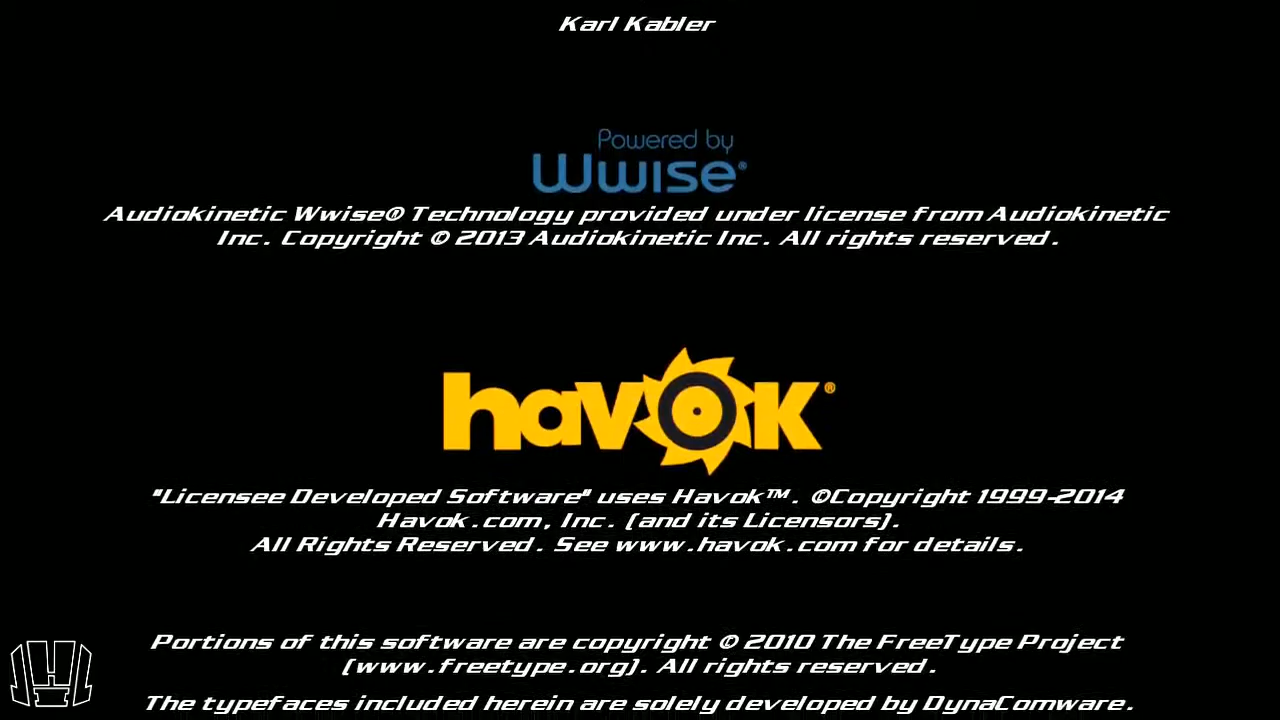 Karl Kabler
Powered by
Wwise®
Audiokinetic Wwise® Technology provided under license from Audiokinetic
Inc. Copyright © 2013 Audiokinetic Inc. All rights reserved.
havok®
"Licensee Developed Software" uses Havok™. ©Copyright 1999-2014
Havok.com, Inc. (and its Licensors).
All Rights Reserved. See www.havok.com for details.
Portions of this software are copyright © 2010 The FreeType Project
(www.freetype.org). All rights reserved.
The typefaces included herein are solely developed by DynaComware.